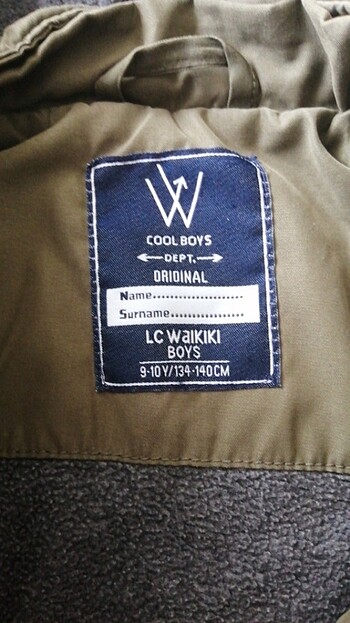 COOL BOYS
DEPT.
ORIGINAL
Name......................
Surname.................
LC WAIKIKI
BOYS
9-10Y/134-140CM